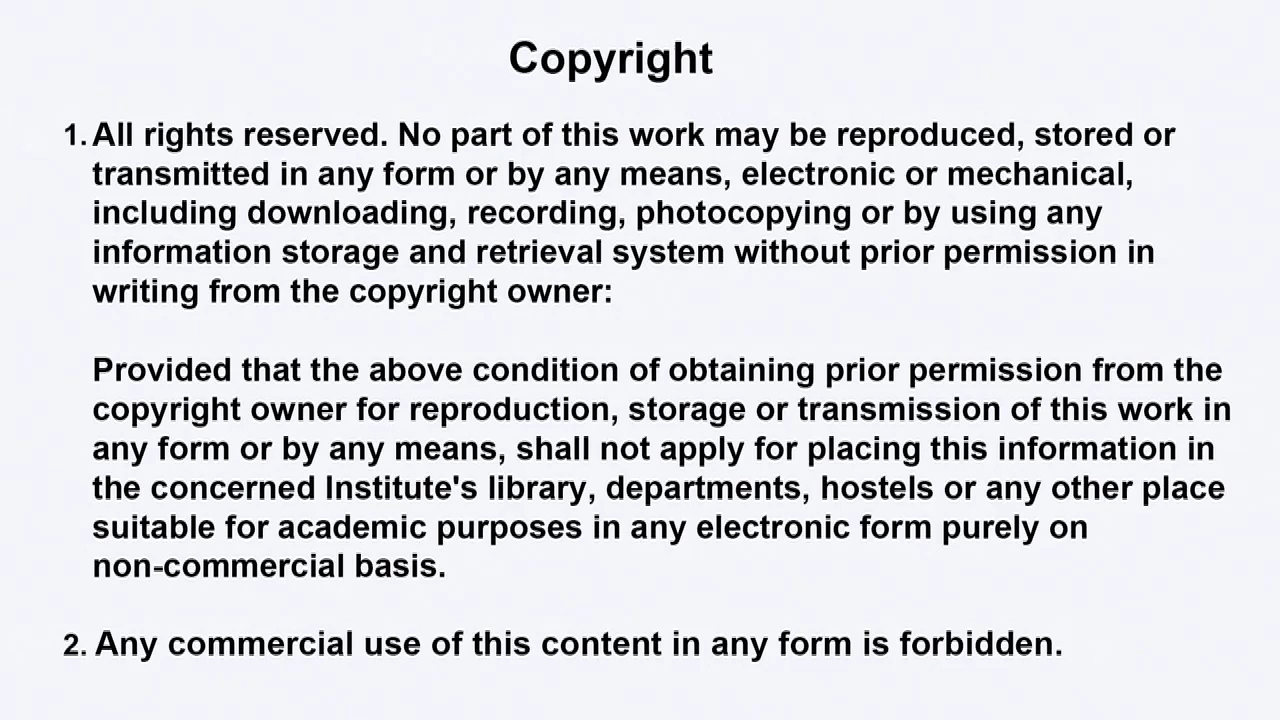 Copyright
1. All rights reserved. No part of this work may be reproduced, stored or
transmitted in any form or by any means, electronic or mechanical,
including downloading, recording, photocopying or by using any
information storage and retrieval system without prior permission in
writing from the copyright owner:
Provided that the above condition of obtaining prior permission from the
copyright owner for reproduction, storage or transmission of this work in
any form or by any means, shall not apply for placing this information in
the concerned Institute's library, departments, hostels or any other place
suitable for academic purposes in any electronic form purely on
non-commercial basis.
2. Any commercial use of this content in any form is forbidden.